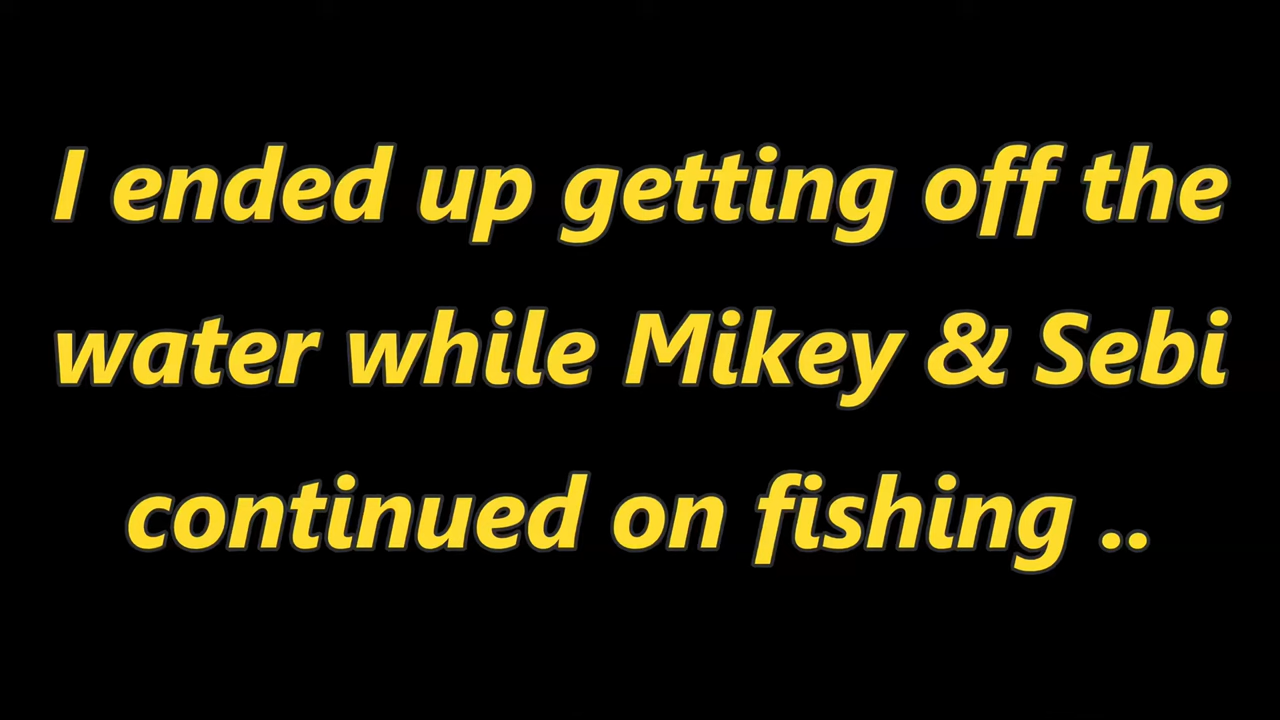 I ended up getting off the
water while Mikey & Sebi
continued on fishing ..